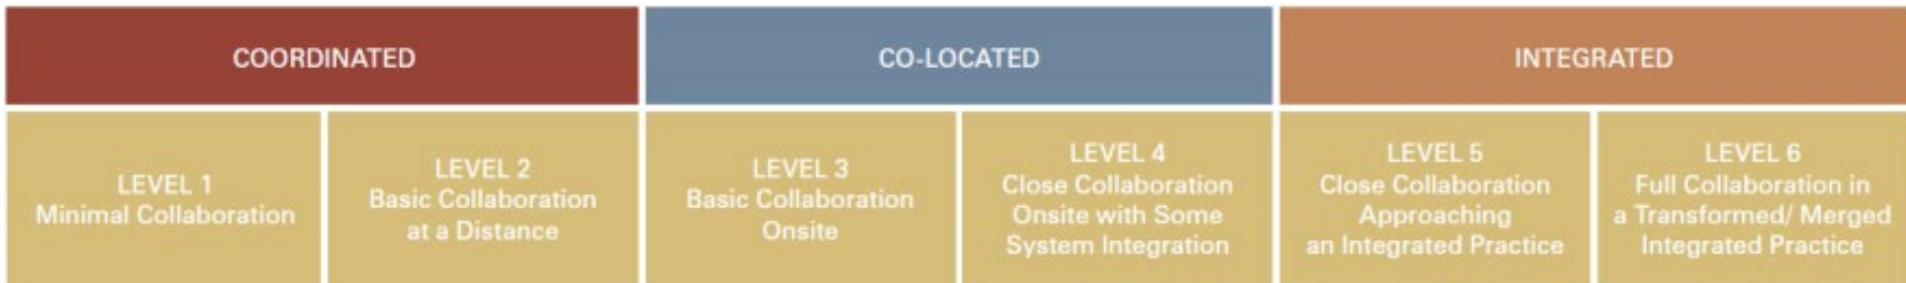 COORDINATED
CO-LOCATED
INTEGRATED
LEVEL 1
Minimal Collaboration
LEVEL 2
Basic Collaboration
at a Distance
LEVEL 3
Basic Collaboration
Onsite
LEVEL 4
Close Collaboration
Onsite with Some
System Integration
LEVEL 5
Close Collaboration
Approaching
an Integrated Practice
LEVEL 6
Full Collaboration in
a Transformed/ Merged
Integrated Practice